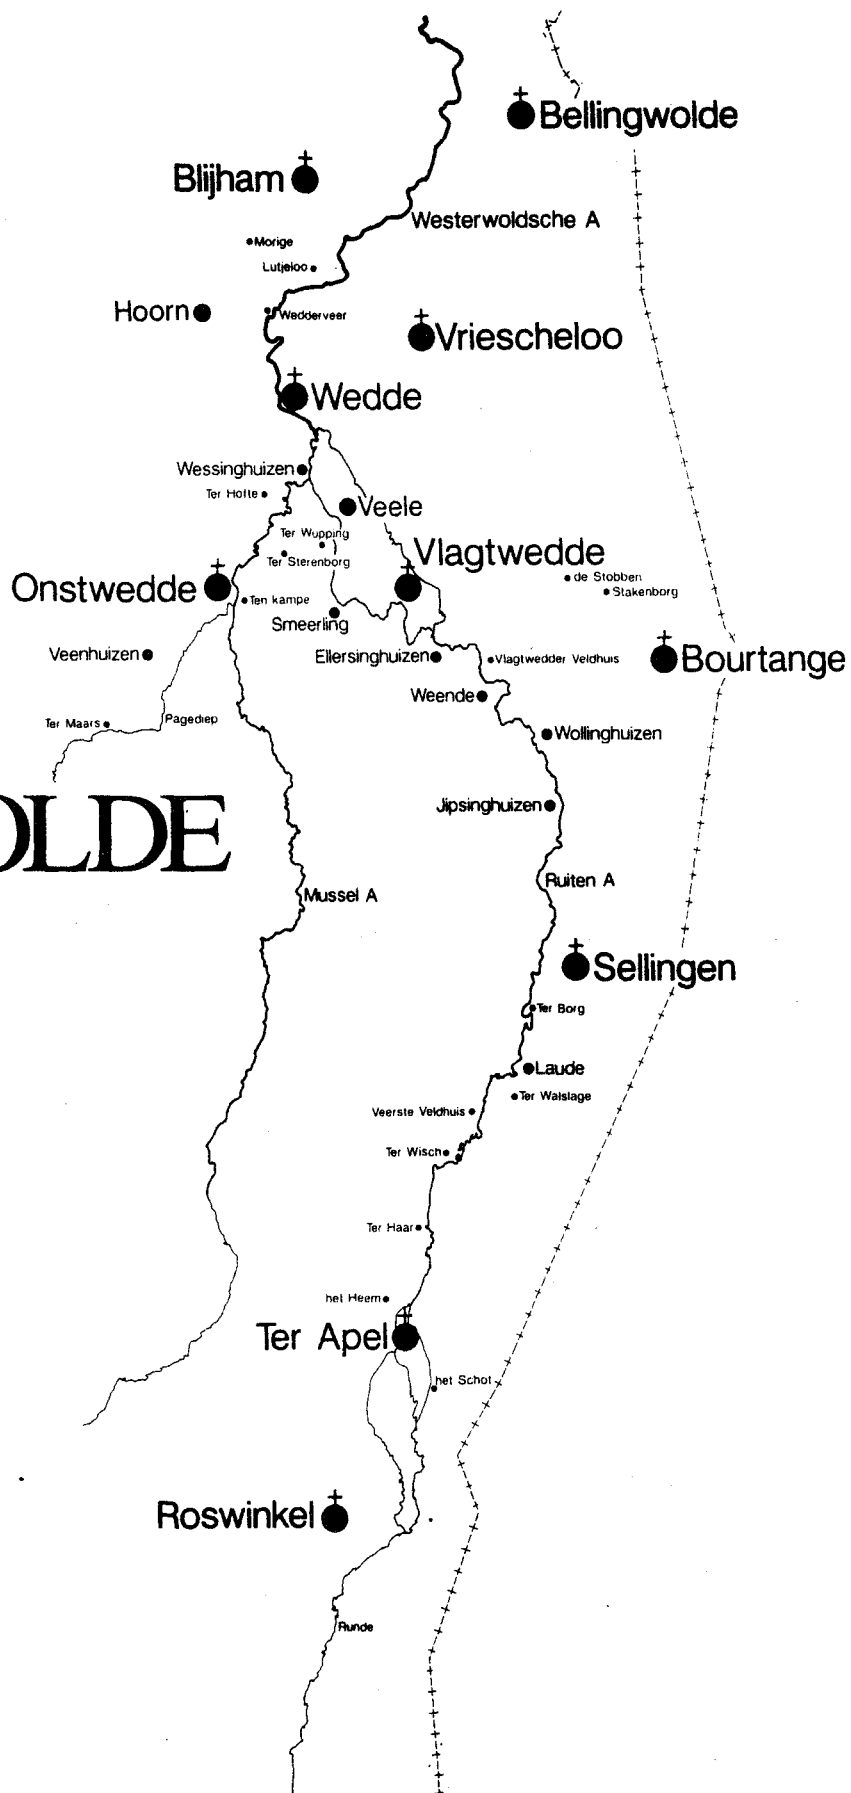 Bellingwolde
Blijham
Westerwoldsche A
Morige
Lutjeloo
Hoorn
Wedderveer
Vriescheloo
Wedde
Wessinghuizen
Ter Holte
Veele
Ter Wupping
Vlagtwedde
Ter Sterenborg
de Stobben
Onstwedde
Stakenborg
Ten kampe
Smeerling
Veenhuizen
Ellersinghuizen
Vlagtwedder Veldhuis
Bourtange
Weende
Ter Maars
Pagediep
Wollinghuizen
Jipsinghuizen
OLDE
Ruiten A
Mussel A
Sellingen
Ter Borg
Laude
Ter Walslage
Veerste Veldhuis
Ter Wisch
Ter Haar
het Heem
Ter Apel
het Schot
Roswinkel
Runde